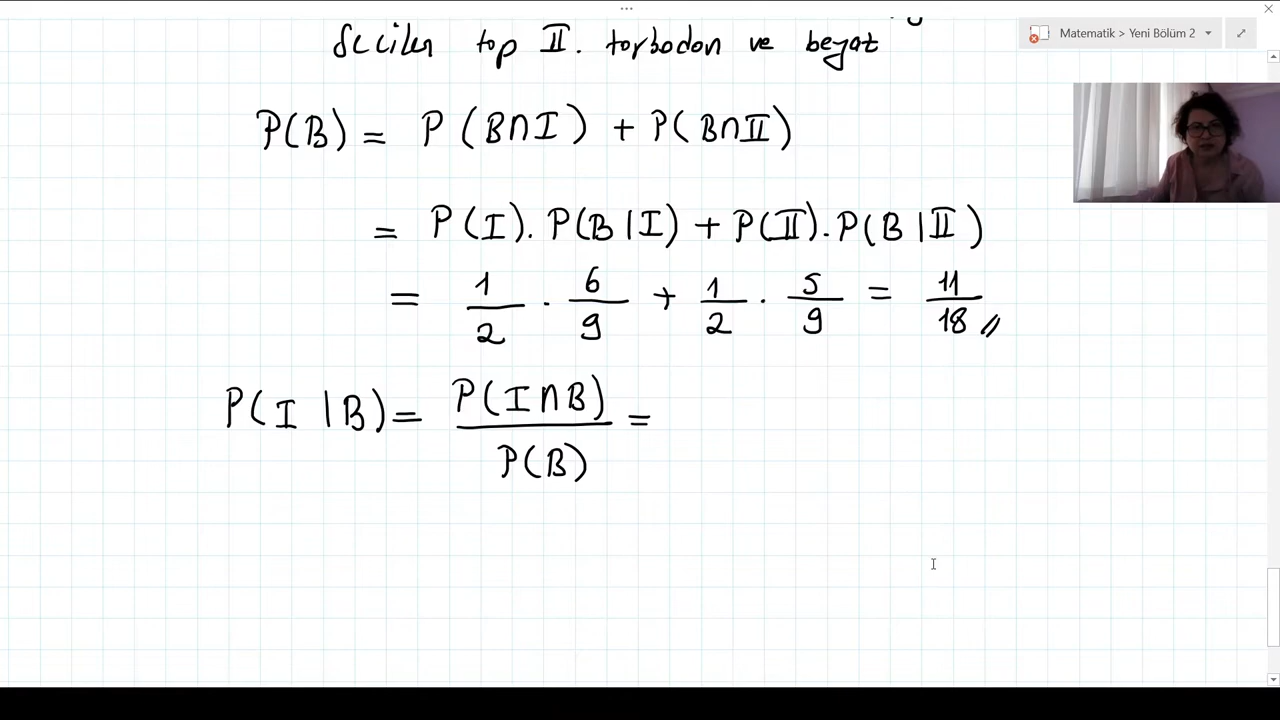 Matematik > Yeni Bölüm 2
Seçilen top II. torbadan ve beyaz
P(B) = P(B∩I) + P(B∩II)
= P(I).P(B|I) + P(II).P(B|II)
= 1/2 . 6/9 + 1/2 . 5/9 = 11/18 //
P(I|B) = P(I∩B)/P(B) =